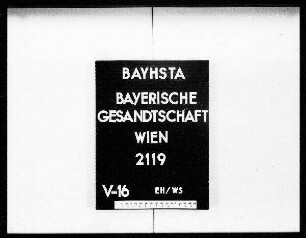 BAYHSTA
BAYERISCHE
GESANDTSCHAFT
WIEN
2119
V-16 EH/WS